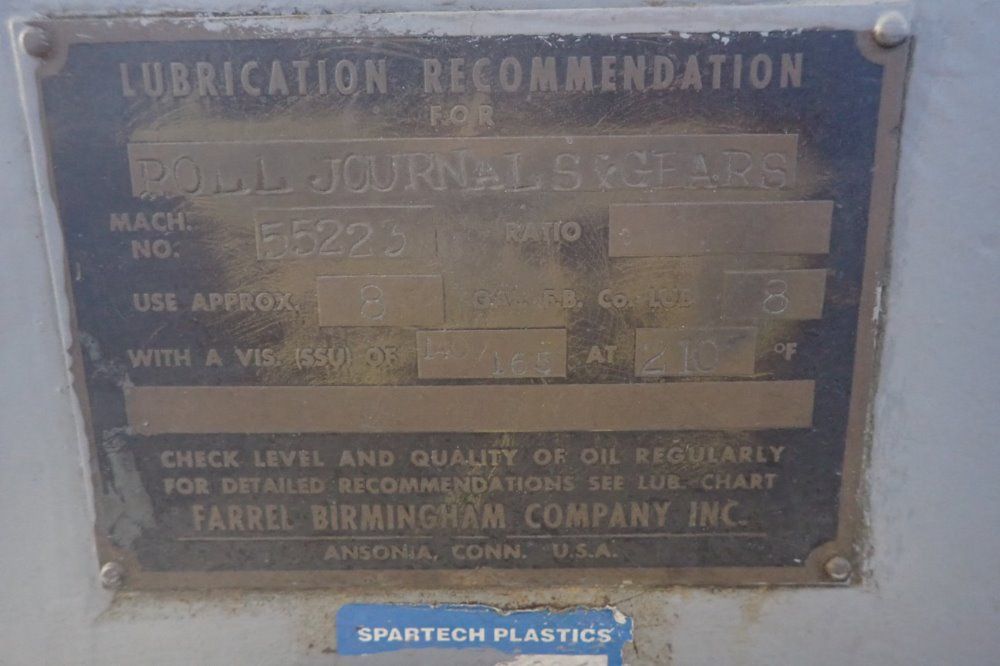 LUBRICATION RECOMMENDATION
FOR
ROLL JOURNALS & GEARS
MACH. NO. 55223 RATIO
USE APPROX. 8 GAL. F.B. Co. LUB. 8
WITH A VIS. (SSU) OF 140/165 AT 210 °F
CHECK LEVEL AND QUALITY OF OIL REGULARLY
FOR DETAILED RECOMMENDATIONS SEE LUB. CHART
FARREL BIRMINGHAM COMPANY INC.
ANSONIA, CONN. U.S.A.
SPARTECH PLASTICS